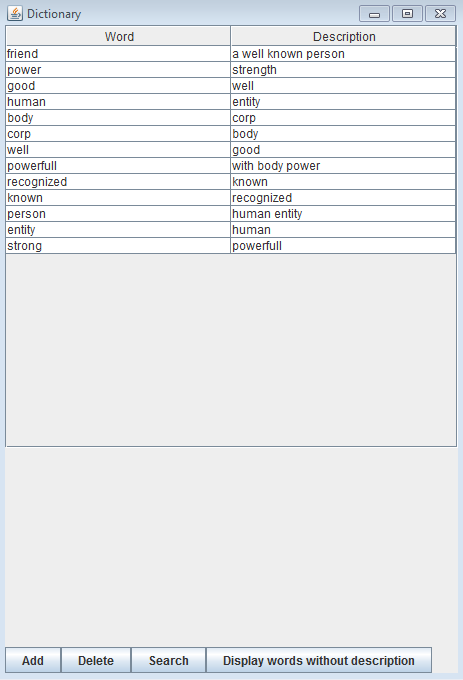 Dictionary
Word Description
friend a well known person
power strength
good well
human entity
body corp
corp body
well good
powerfull with body power
recognized known
known recognized
person human entity
entity human
strong powerfull
Add Delete Search Display words without description